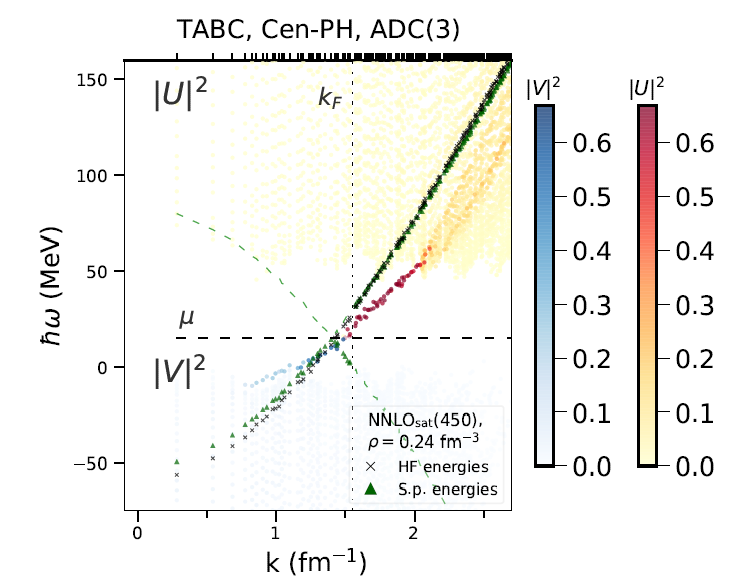 TABC, Cen-PH, ADC(3)
|U|²
k_F
μ
|V|²
150
100
50
0
−50
ħω (MeV)
0
1
2
k (fm⁻¹)
NNLO_sat(450),
ρ = 0.24 fm⁻³
HF energies
S.p. energies
|V|²
0.6
0.5
0.4
0.3
0.2
0.1
0.0
|U|²
0.6
0.5
0.4
0.3
0.2
0.1
0.0